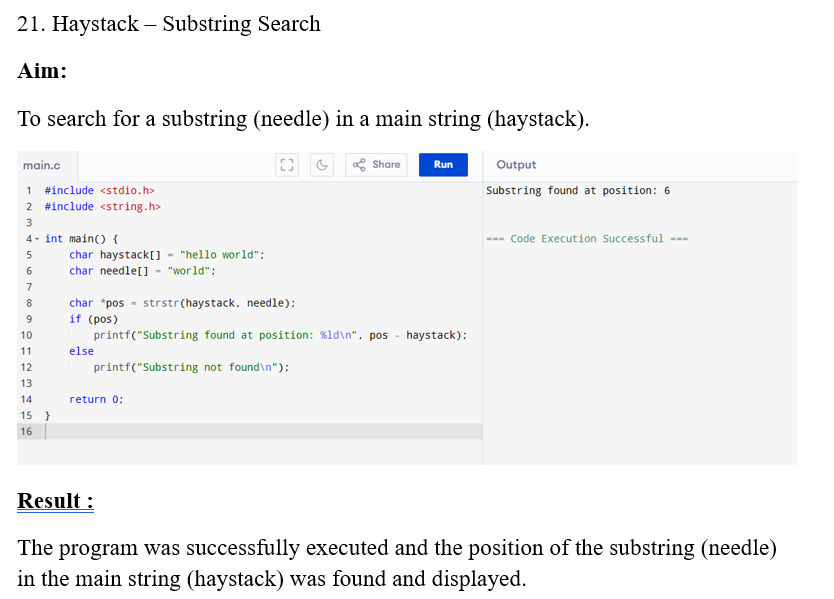 21. Haystack – Substring Search
Aim:
To search for a substring (needle) in a main string (haystack).
main.c
Share
Run
Output
1 #include <stdio.h>
2 #include <string.h>
3
4 int main() {
5     char haystack[] = "hello world";
6     char needle[] = "world";
7
8     char *pos = strstr(haystack, needle);
9     if (pos)
10         printf("Substring found at position: %ld\n", pos - haystack);
11     else
12         printf("Substring not found\n");
13
14     return 0;
15 }
16
Substring found at position: 6
=== Code Execution Successful ===
Result :
The program was successfully executed and the position of the substring (needle)
in the main string (haystack) was found and displayed.